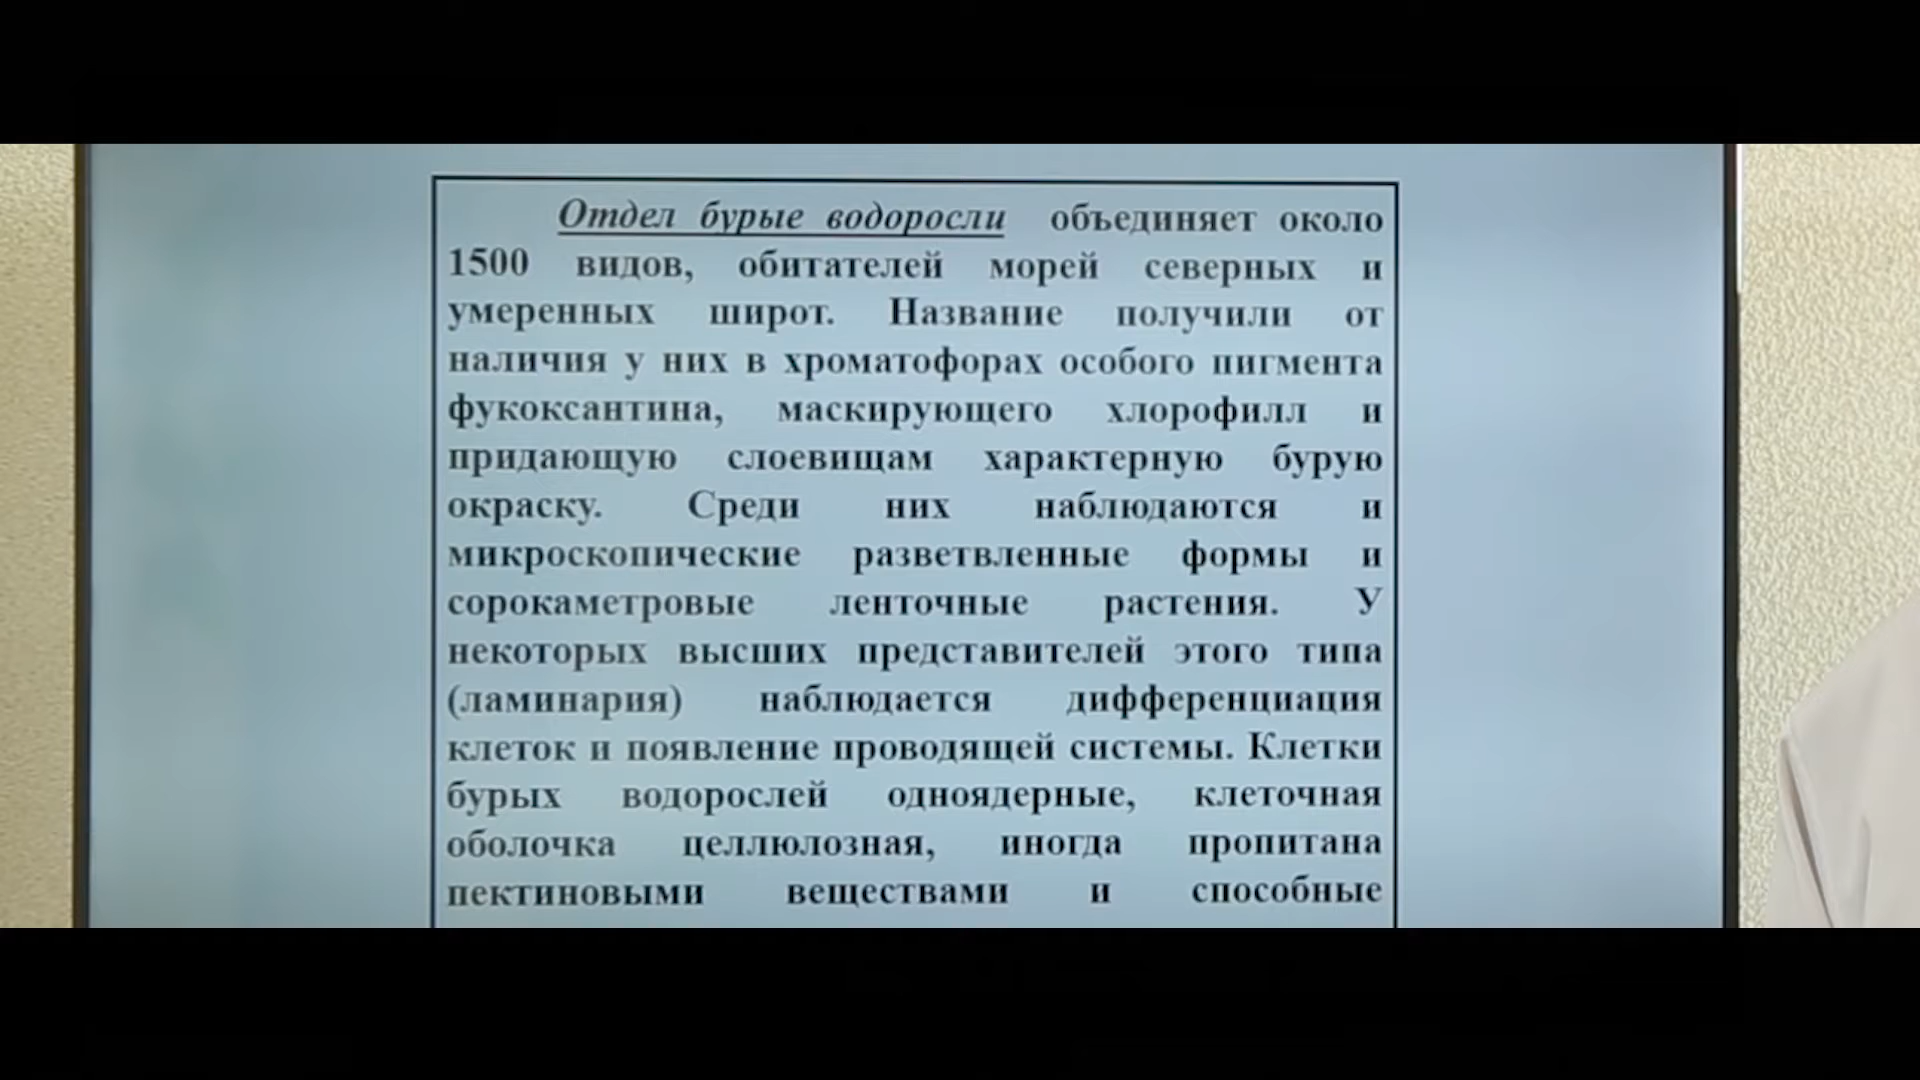 Отдел бурые водоросли объединяет около
1500 видов, обитателей морей северных и
умеренных широт. Название получили от
наличия у них в хроматофорах особого пигмента
фукоксантина, маскирующего хлорофилл и
придающую слоевищам характерную бурую
окраску. Среди них наблюдаются и
микроскопические разветвленные формы и
сорокаметровые ленточные растения. У
некоторых высших представителей этого типа
(ламинария) наблюдается дифференциация
клеток и появление проводящей системы. Клетки
бурых водорослей одноядерные, клеточная
оболочка целлюлозная, иногда пропитана
пектиновыми веществами и способные